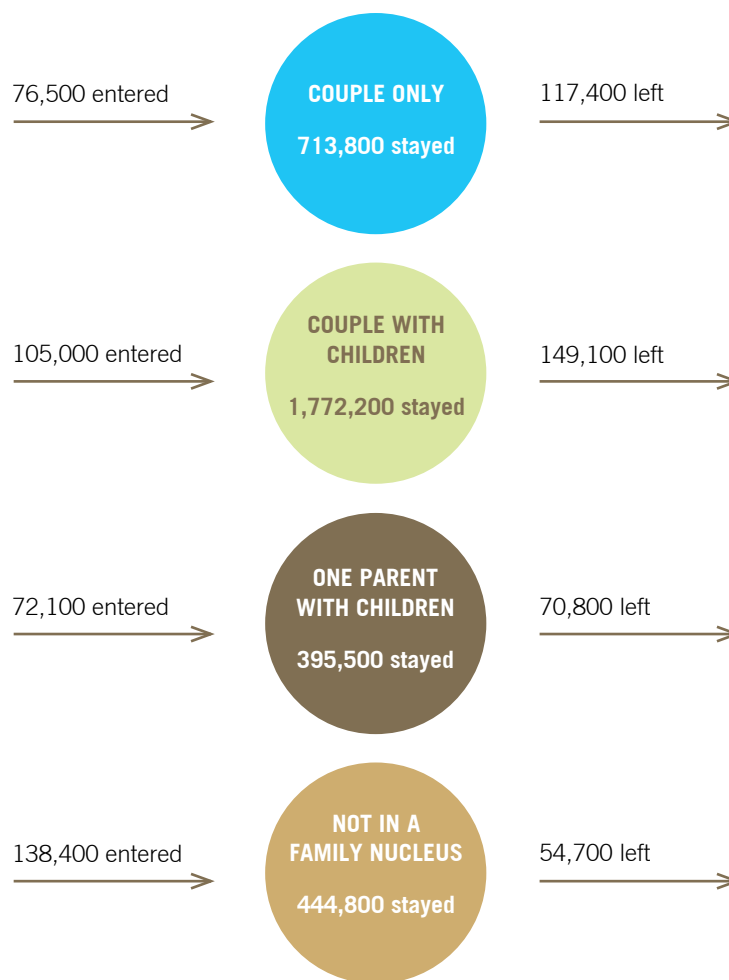 76,500 entered
COUPLE ONLY
713,800 stayed
117,400 left
105,000 entered
COUPLE WITH
CHILDREN
1,772,200 stayed
149,100 left
72,100 entered
ONE PARENT
WITH CHILDREN
395,500 stayed
70,800 left
138,400 entered
NOT IN A
FAMILY NUCLEUS
444,800 stayed
54,700 left